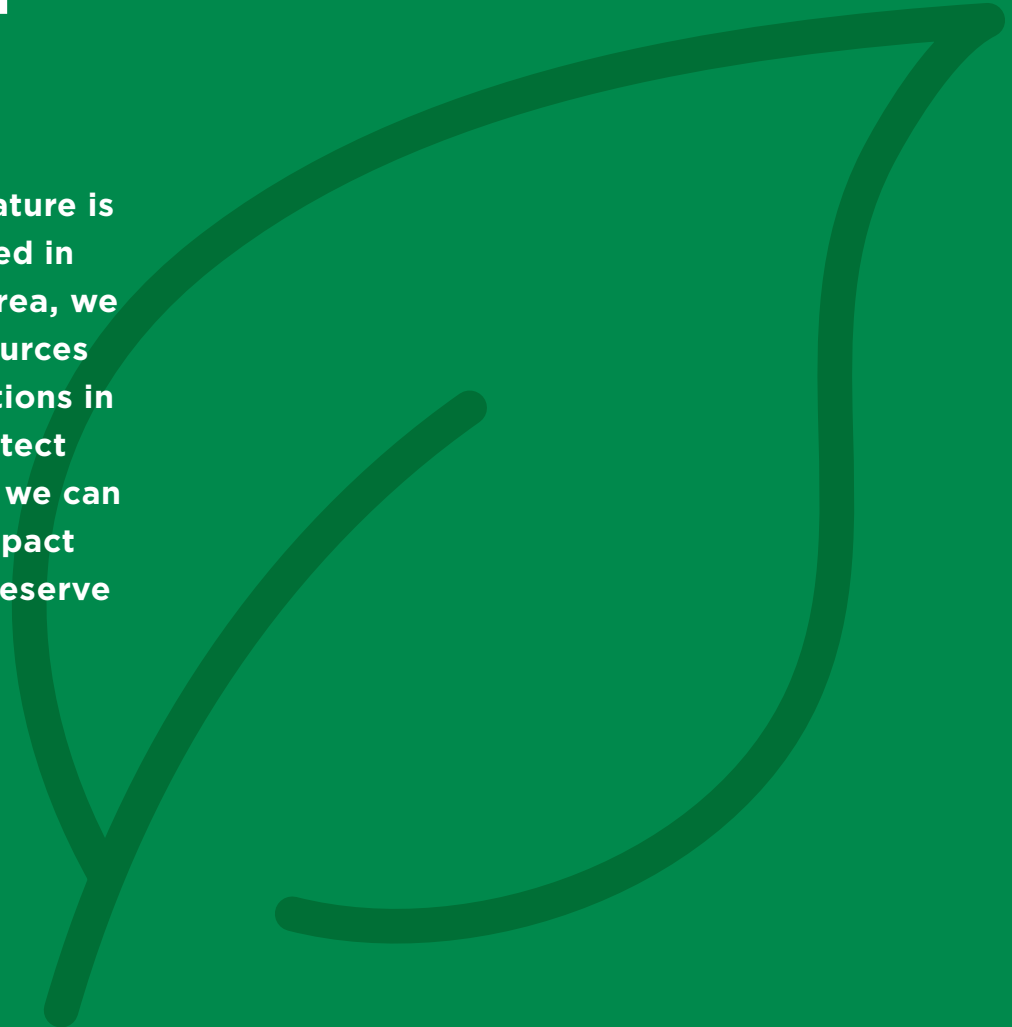 ature is
ed in
rea, we
urces
tions in
tect
we can
pact
eserve